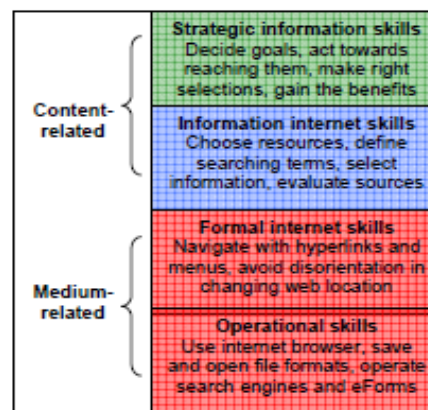 Content-
related
Strategic information skills
Decide goals, act towards
reaching them, make right
selections, gain the benefits
Information internet skills
Choose resources, define
searching terms, select
information, evaluate sources
Medium-
related
Formal internet skills
Navigate with hyperlinks and
menus, avoid disorientation in
changing web location
Operational skills
Use internet browser, save
and open file formats, operate
search engines and eForms